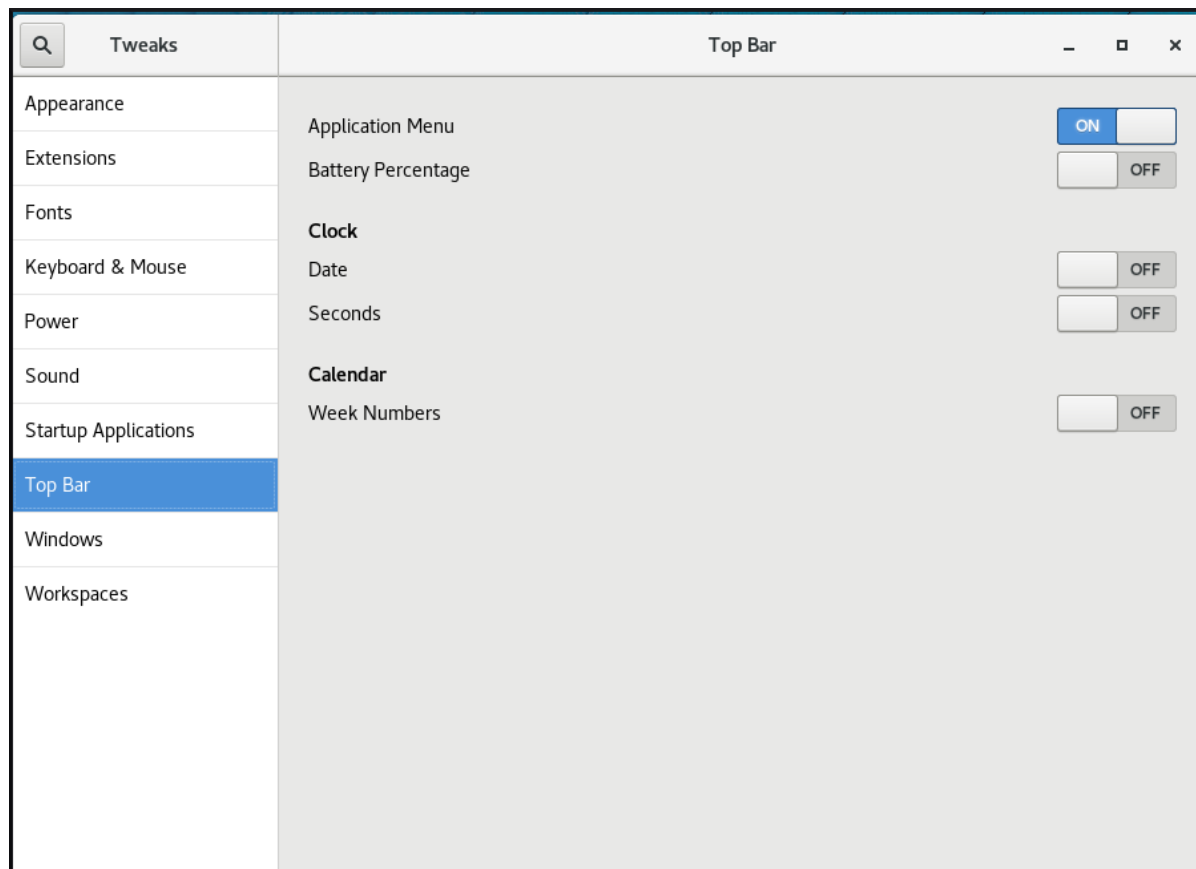 Tweaks
Top Bar
Appearance
Extensions
Fonts
Keyboard & Mouse
Power
Sound
Startup Applications
Top Bar
Windows
Workspaces
Application Menu ON
Battery Percentage OFF
Clock
Date OFF
Seconds OFF
Calendar
Week Numbers OFF